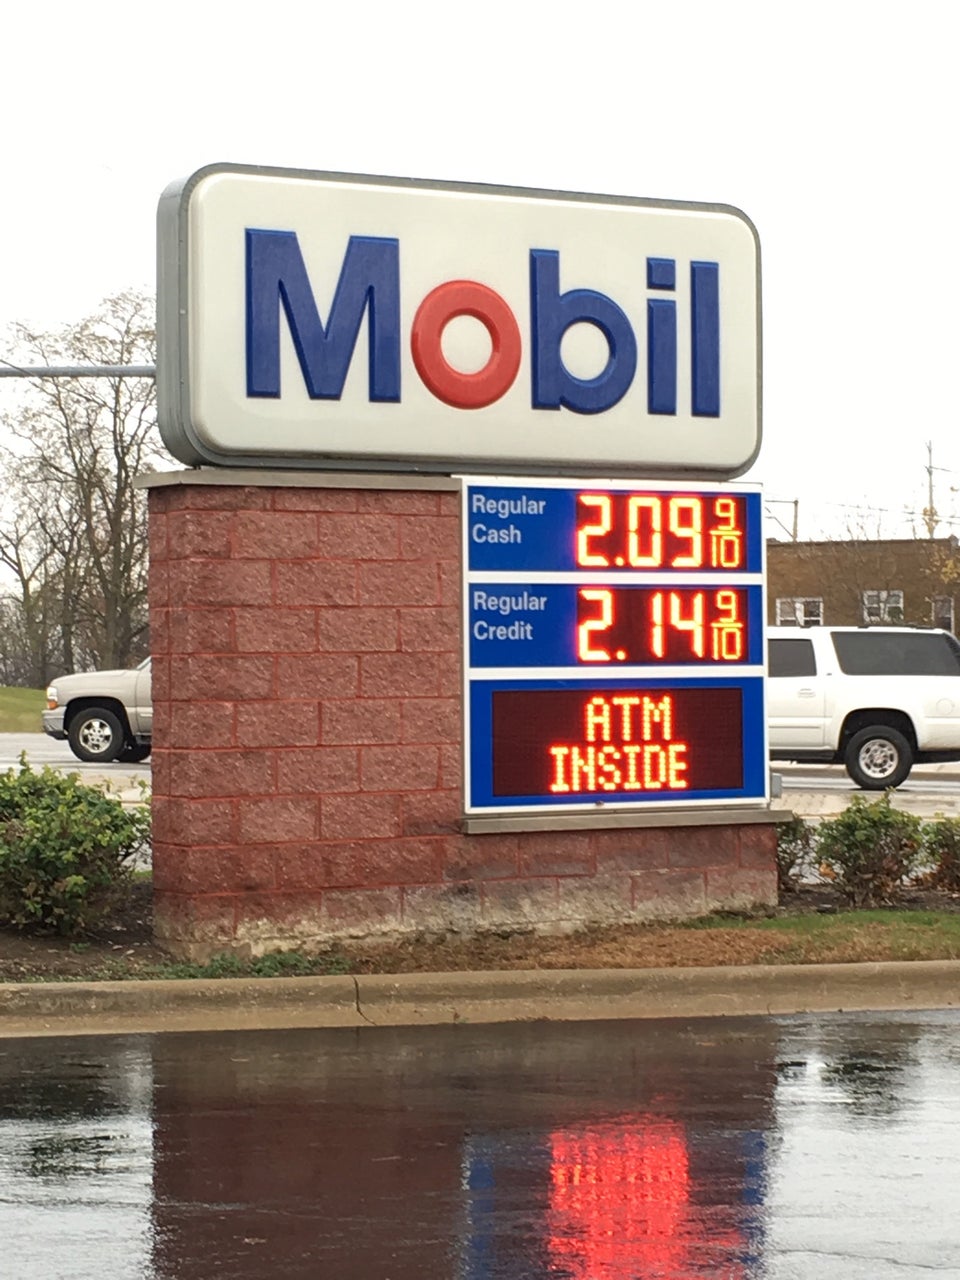 Mobil
Regular
Cash
2.09 9/10
Regular
Credit
2.14 9/10
ATM
INSIDE